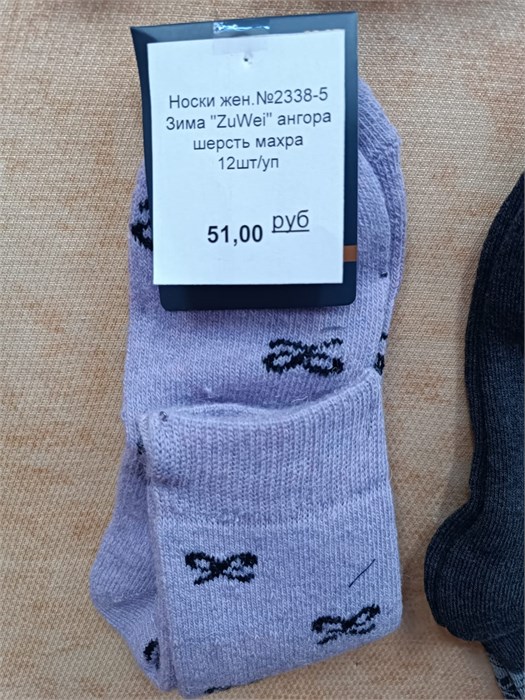 Носки жен.№2338-5
Зима "ZuWei" ангора
шерсть махра
12шт/уп
51,00 руб